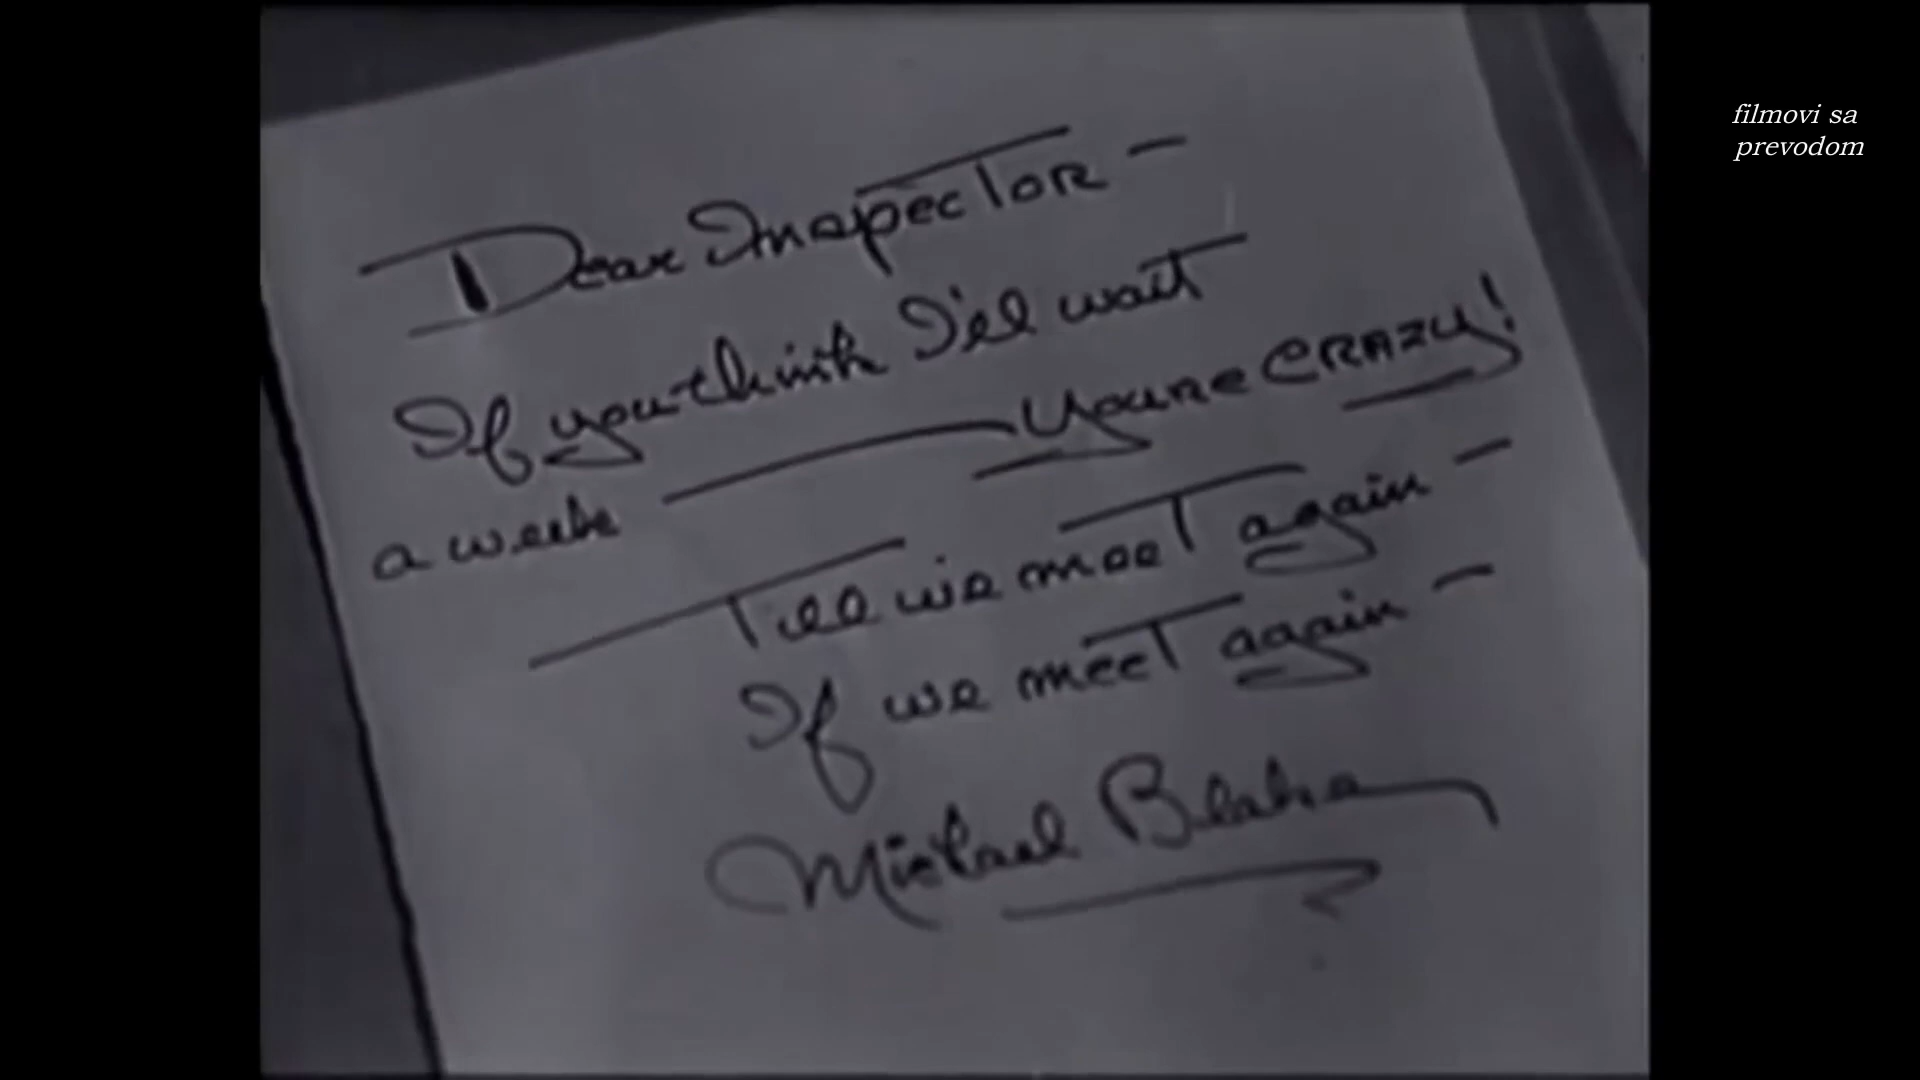 Dear Inspector -
If you think I'll wait
a week — You're CRAZY!
Till we meet again -
If we meet again -
Michael Blake
filmovi sa
prevodom